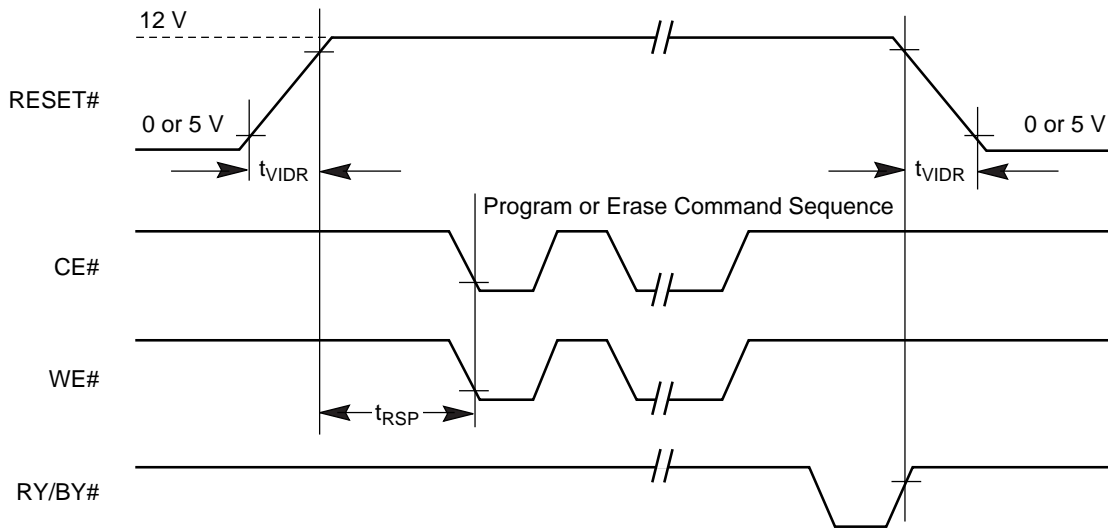 12 V
RESET#
0 or 5 V
0 or 5 V
tVIDR
tVIDR
Program or Erase Command Sequence
CE#
WE#
tRSP
RY/BY#